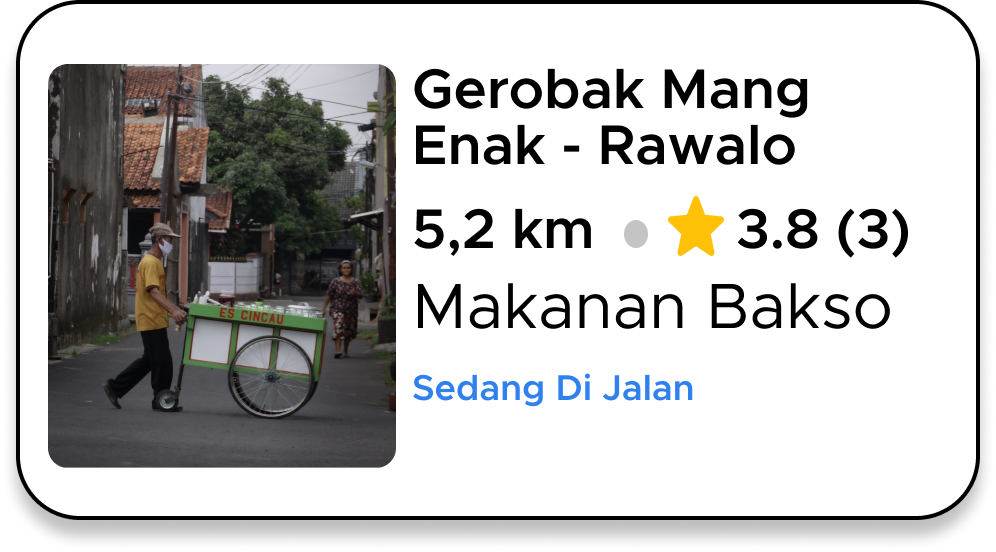 Gerobak Mang
Enak - Rawalo
5,2 km
3.8 (3)
Makanan Bakso
Sedang Di Jalan
ES CINCAU